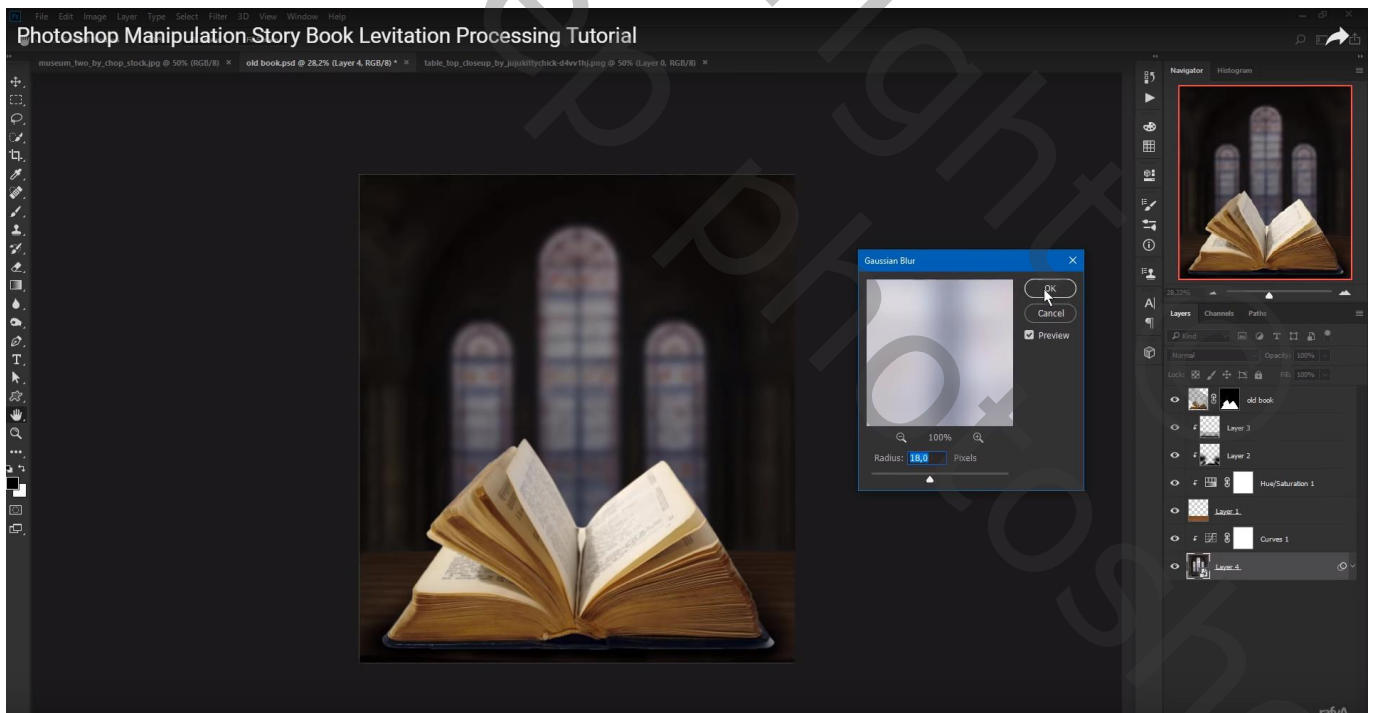 File Edit Image Layer Type Select Filter 3D View Window Help
Photoshop Manipulation Story Book Levitation Processing Tutorial
museum_two_by_chop_stock.jpg @ 50% (RGB/8) × old book.psd @ 28,2% (Layer 4, RGB/8) * × table_top_closeup_by_jujukittychick-d4vv1hj.png @ 50% (Layer 0, RGB/8) ×
Navigator Histogram
Gaussian Blur
OK
Cancel
Preview
100%
Radius: 18,0 Pixels
28,22%
Layers Channels Paths
Kind
Normal Opacity: 100%
Lock: Fill: 100%
old book
Layer 3
Layer 2
Hue/Saturation 1
Layer 1
Curves 1
Layer 4